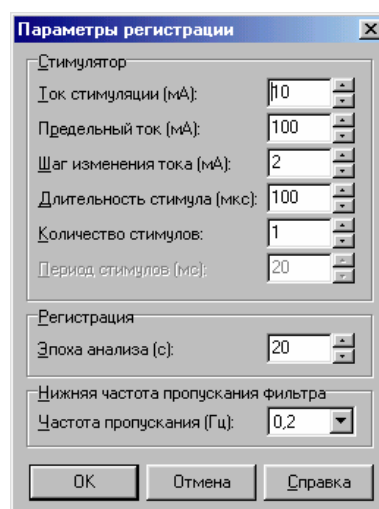 Параметры регистрации
Стимулятор
Ток стимуляции (мА): 10
Предельный ток (мА): 100
Шаг изменения тока (мА): 2
Длительность стимула (мкс): 100
Количество стимулов: 1
Период стимулов (мс): 20
Регистрация
Эпоха анализа (с): 20
Нижняя частота пропускания фильтра
Частота пропускания (Гц): 0,2
OK Отмена Справка